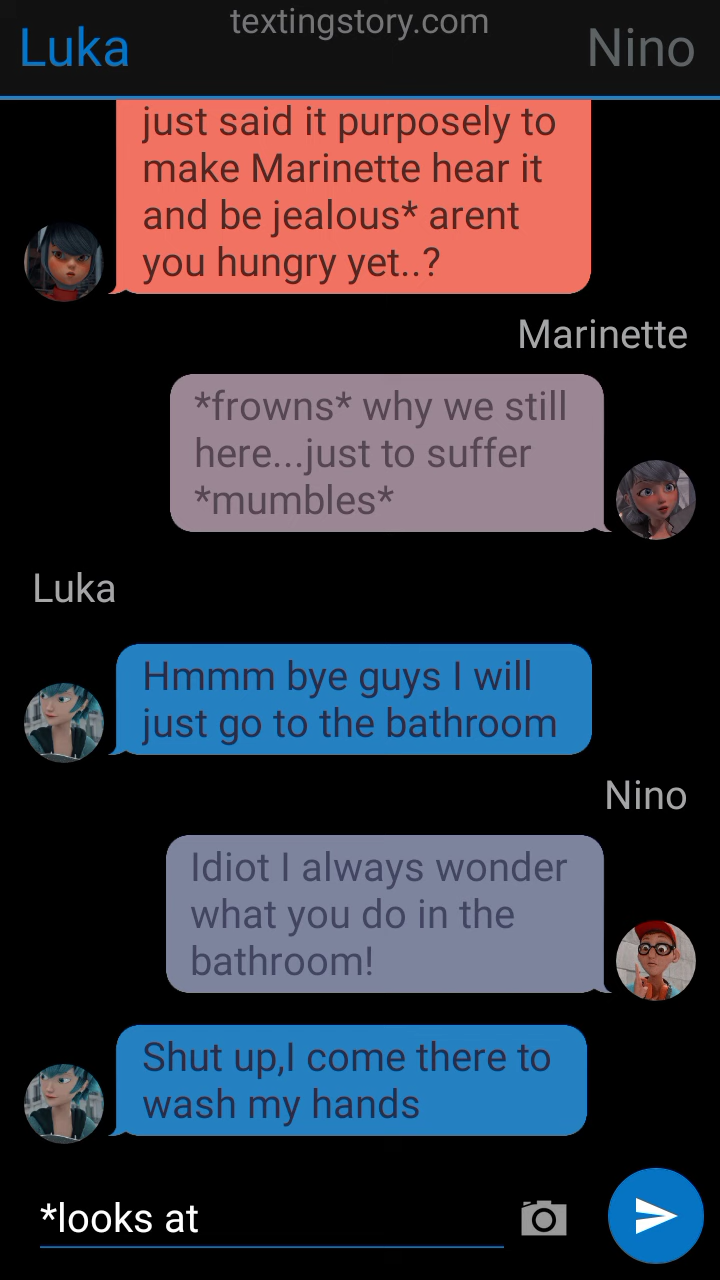 textingstory.com
Luka
Nino
just said it purposely to
make Marinette hear it
and be jealous* arent
you hungry yet..?
Marinette
*frowns* why we still
here...just to suffer
*mumbles*
Luka
Hmmm bye guys I will
just go to the bathroom
Nino
Idiot I always wonder
what you do in the
bathroom!
Shut up,I come there to
wash my hands
*looks at